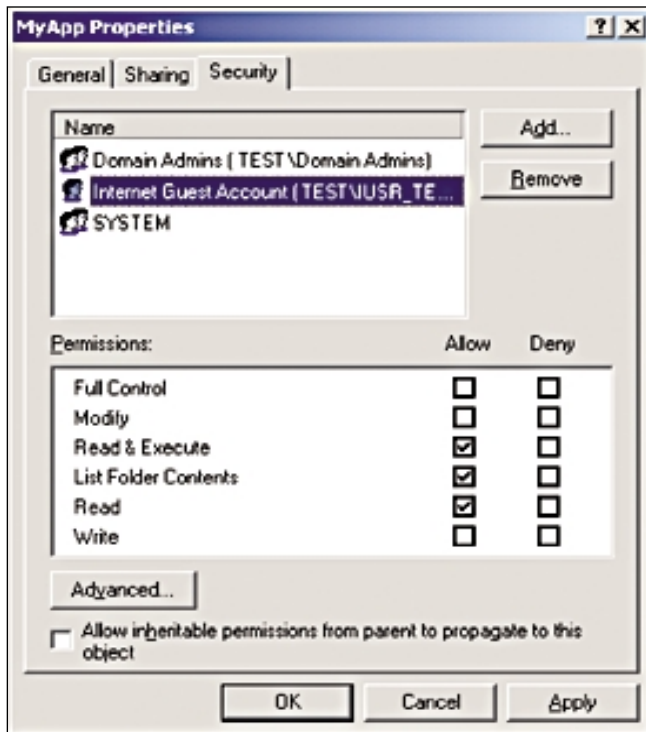 MyApp Properties
General Sharing Security
Name
Domain Admins ( TEST\Domain Admins)
Internet Guest Account ( TEST\IUSR_TE...
SYSTEM
Add...
Remove
Permissions: Allow Deny
Full Control
Modify
Read & Execute
List Folder Contents
Read
Write
Advanced...
Allow inheritable permissions from parent to propagate to this
object
OK Cancel Apply